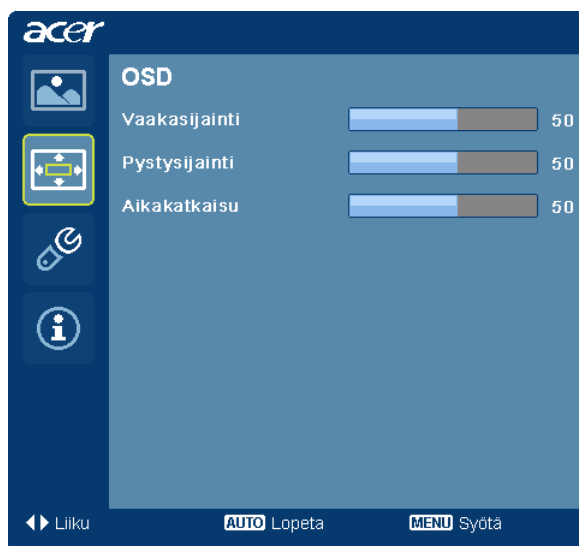 acer
OSD
Vaakasijainti 50
Pystysijainti 50
Aikakatkaisu 50
Liiku AUTO Lopeta MENU Syötä